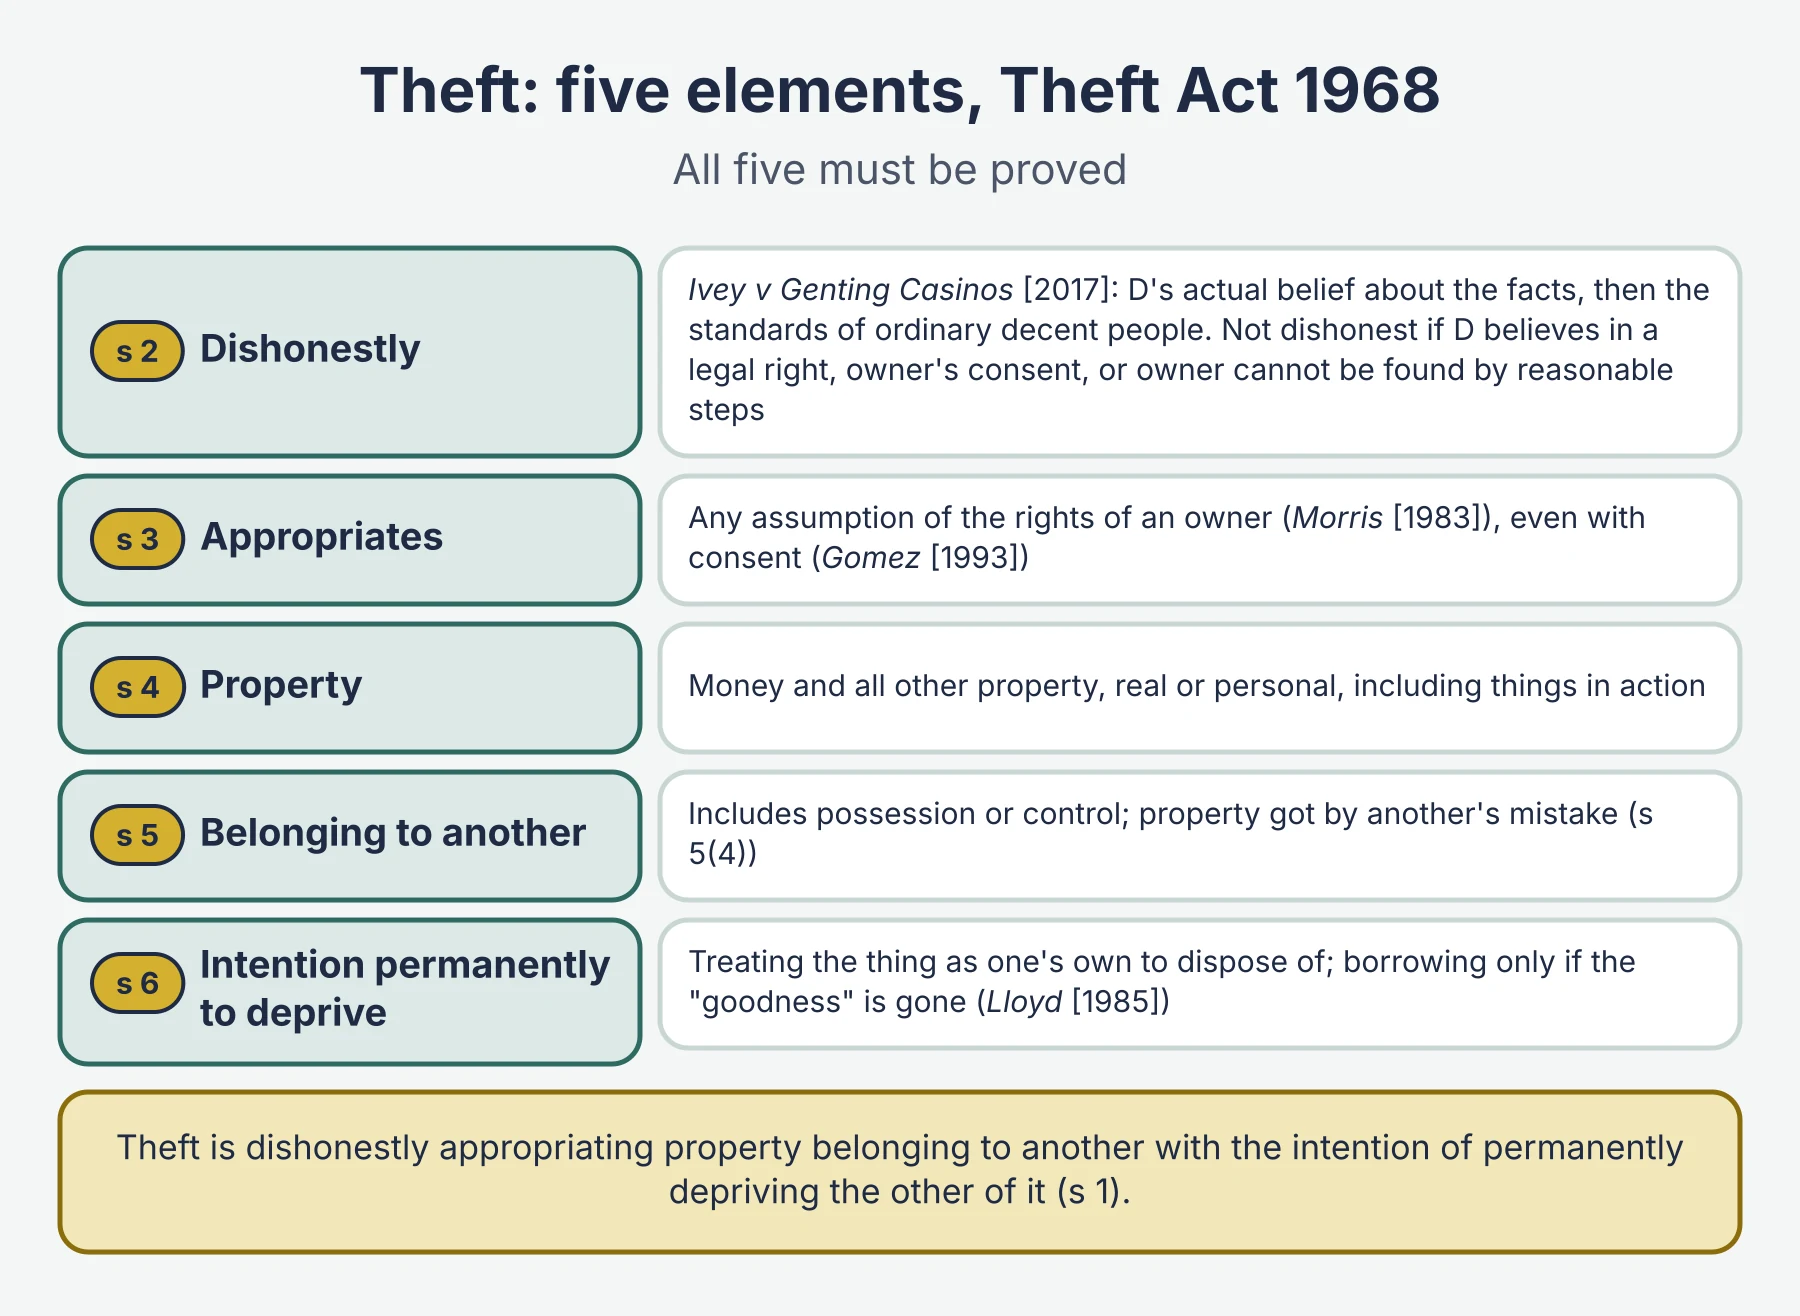 Theft: five elements, Theft Act 1968
All five must be proved
s 2 Dishonestly
Ivey v Genting Casinos [2017]: D's actual belief about the facts, then the
standards of ordinary decent people. Not dishonest if D believes in a
legal right, owner's consent, or owner cannot be found by reasonable
steps
s 3 Appropriates
Any assumption of the rights of an owner (Morris [1983]), even with
consent (Gomez [1993])
s 4 Property
Money and all other property, real or personal, including things in action
s 5 Belonging to another
Includes possession or control; property got by another's mistake (s
5(4))
s 6 Intention permanently
to deprive
Treating the thing as one's own to dispose of; borrowing only if the
"goodness" is gone (Lloyd [1985])
Theft is dishonestly appropriating property belonging to another with the intention of permanently
depriving the other of it (s 1).